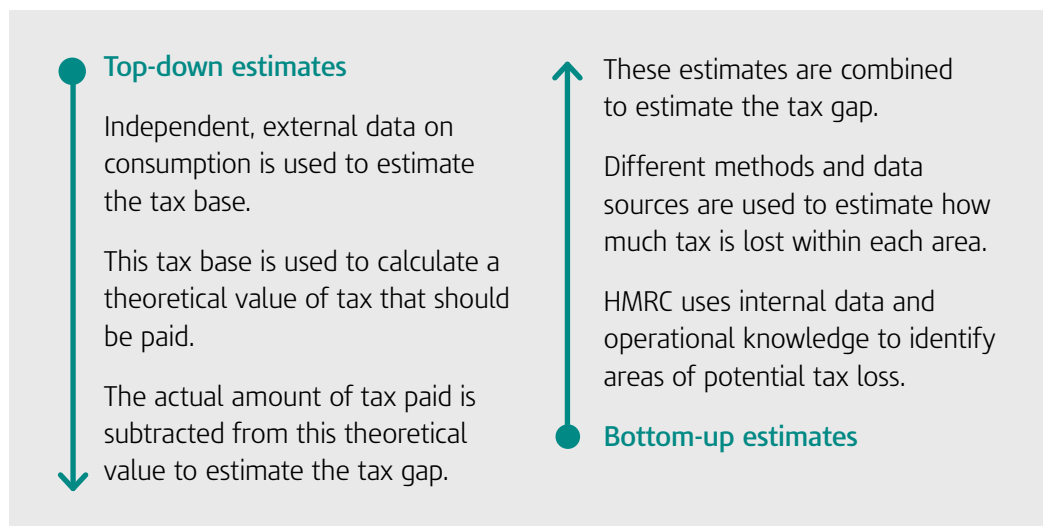 Top-down estimates
Independent, external data on
consumption is used to estimate
the tax base.
This tax base is used to calculate a
theoretical value of tax that should
be paid.
The actual amount of tax paid is
subtracted from this theoretical
value to estimate the tax gap.
These estimates are combined
to estimate the tax gap.
Different methods and data
sources are used to estimate how
much tax is lost within each area.
HMRC uses internal data and
operational knowledge to identify
areas of potential tax loss.
Bottom-up estimates